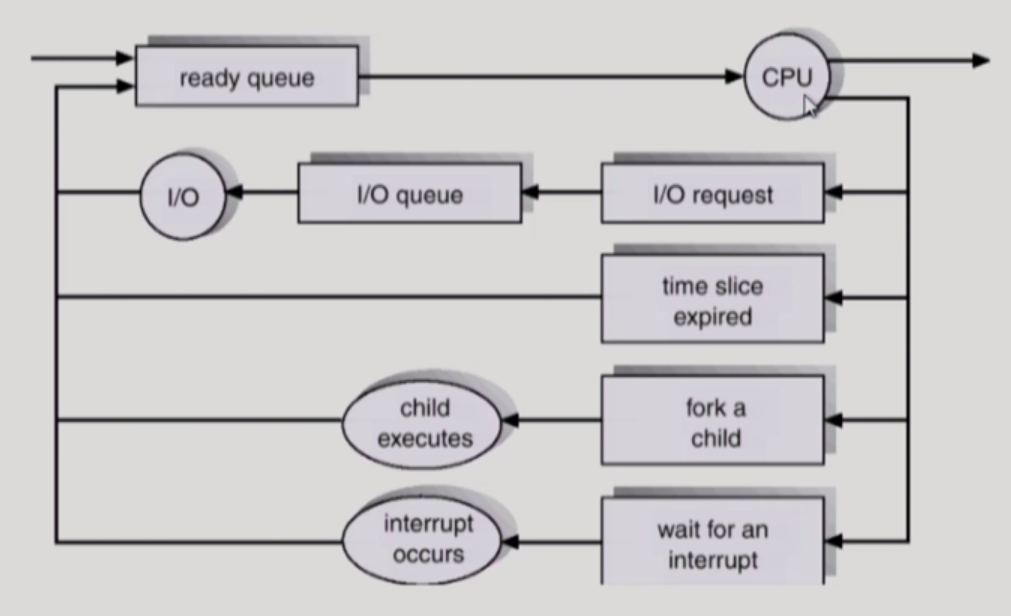 ready queue
CPU
I/O
I/O queue
I/O request
time slice
expired
child
executes
fork a
child
interrupt
occurs
wait for an
interrupt